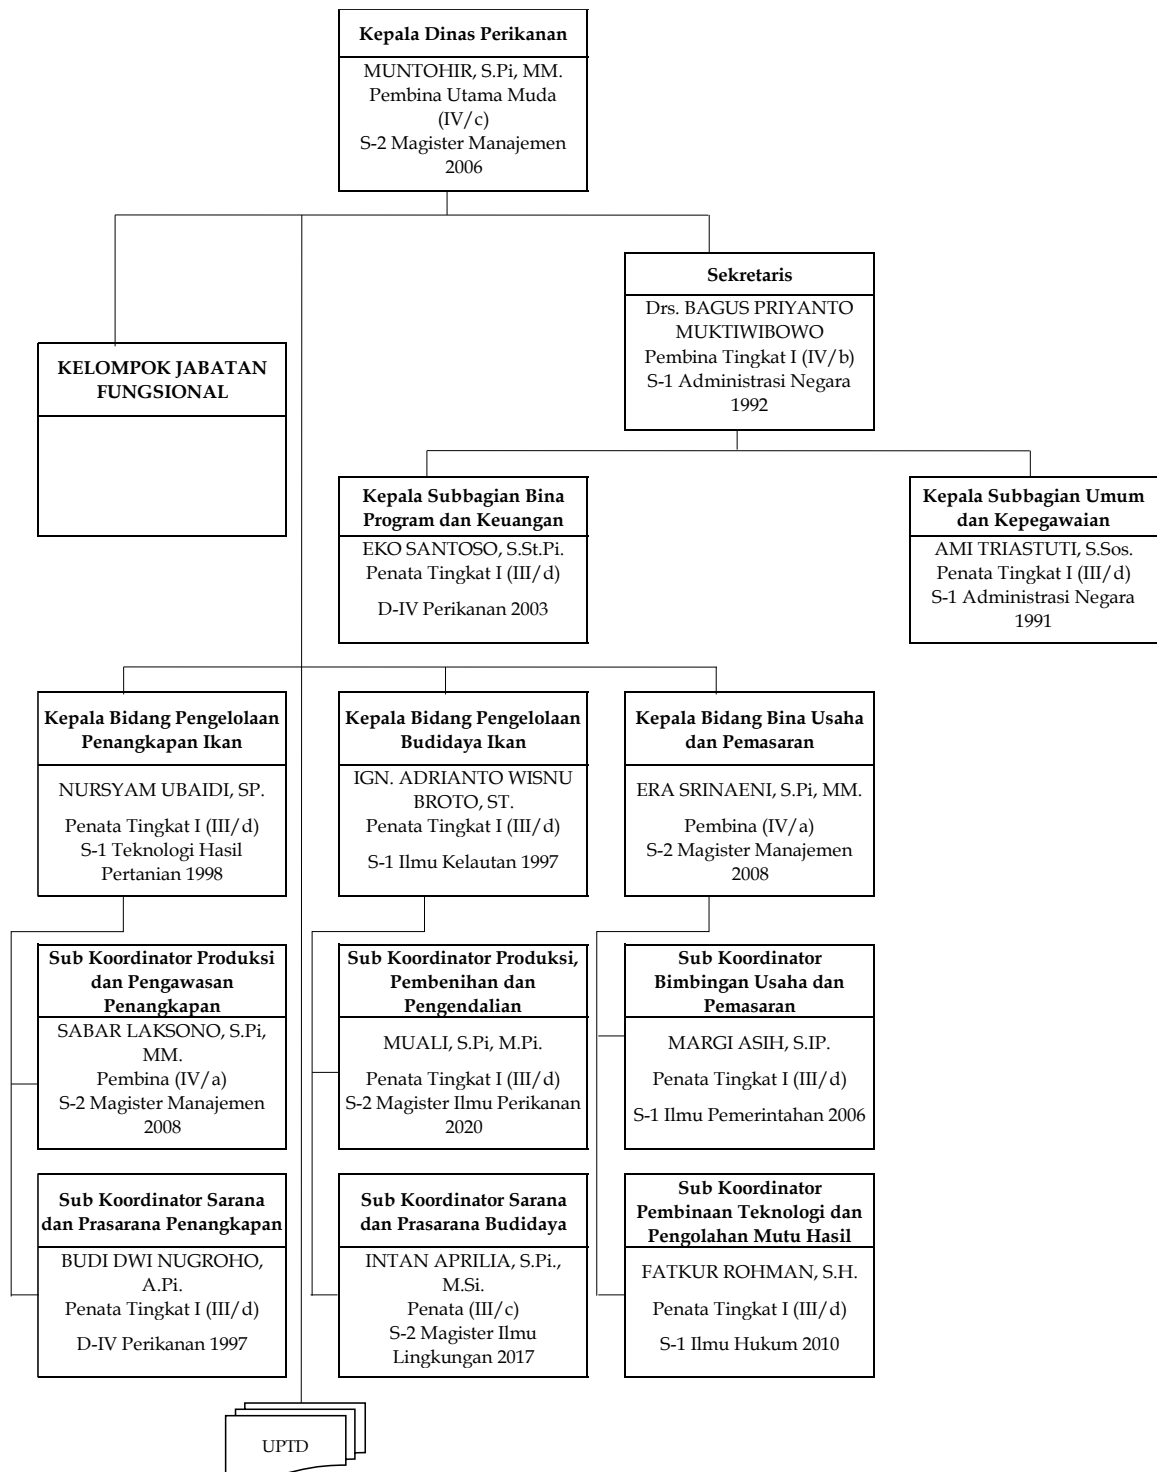 Kepala Dinas Perikanan
MUNTOHIR, S.Pi, MM.
Pembina Utama Muda
(IV/c)
S-2 Magister Manajemen
2006
Sekretaris
Drs. BAGUS PRIYANTO
MUKTIWIBOWO
Pembina Tingkat I (IV/b)
S-1 Administrasi Negara
1992
KELOMPOK JABATAN
FUNGSIONAL
Kepala Subbagian Bina
Program dan Keuangan
EKO SANTOSO, S.St.Pi.
Penata Tingkat I (III/d)
D-IV Perikanan 2003
Kepala Subbagian Umum
dan Kepegawaian
AMI TRIASTUTI, S.Sos.
Penata Tingkat I (III/d)
S-1 Administrasi Negara
1991
Kepala Bidang Pengelolaan
Penangkapan Ikan
NURSYAM UBAIDI, SP.
Penata Tingkat I (III/d)
S-1 Teknologi Hasil
Pertanian 1998
Kepala Bidang Pengelolaan
Budidaya Ikan
IGN. ADRIANTO WISNU
BROTO, ST.
Penata Tingkat I (III/d)
S-1 Ilmu Kelautan 1997
Kepala Bidang Bina Usaha
dan Pemasaran
ERA SRINAENI, S.Pi, MM.
Pembina (IV/a)
S-2 Magister Manajemen
2008
Sub Koordinator Produksi
dan Pengawasan
Penangkapan
SABAR LAKSONO, S.Pi,
MM.
Pembina (IV/a)
S-2 Magister Manajemen
2008
Sub Koordinator Produksi,
Pembenihan dan
Pengendalian
MUALI, S.Pi, M.Pi.
Penata Tingkat I (III/d)
S-2 Magister Ilmu Perikanan
2020
Sub Koordinator
Bimbingan Usaha dan
Pemasaran
MARGI ASIH, S.IP.
Penata Tingkat I (III/d)
S-1 Ilmu Pemerintahan 2006
Sub Koordinator Sarana
dan Prasarana Penangkapan
BUDI DWI NUGROHO,
A.Pi.
Penata Tingkat I (III/d)
D-IV Perikanan 1997
Sub Koordinator Sarana
dan Prasarana Budidaya
INTAN APRILIA, S.Pi.,
M.Si.
Penata (III/c)
S-2 Magister Ilmu
Lingkungan 2017
Sub Koordinator
Pembinaan Teknologi dan
Pengolahan Mutu Hasil
FATKUR ROHMAN, S.H.
Penata Tingkat I (III/d)
S-1 Ilmu Hukum 2010
UPTD